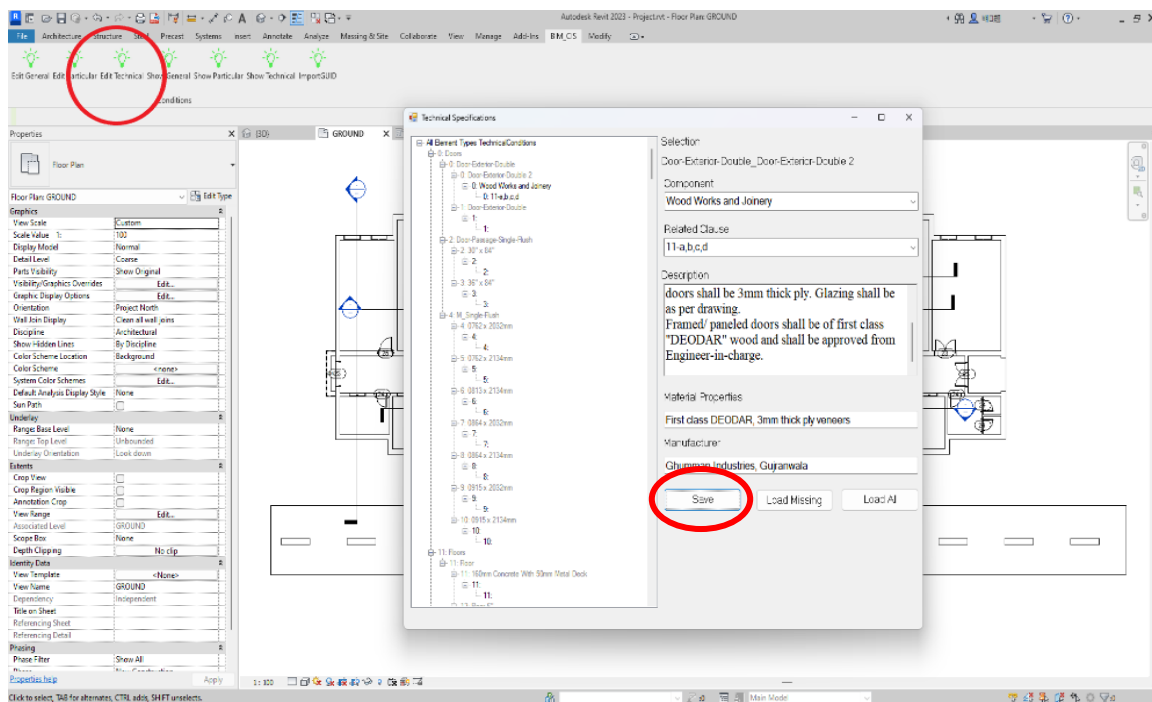 Autodesk Revit 2023 - Project.rvt - Floor Plan: GROUND
File Architecture Structure Steel Precast Systems Insert Annotate Analyze Massing & Site Collaborate View Manage Add-Ins BIM_CIS Modify
Edit General Edit Particular Edit Technical Show General Show Particular Show Technical ImportGUID
Conditions
Properties
Floor Plan
Floor Plan: GROUND
Edit Type
Graphics
View Scale Custom
Scale Value 1: 100
Display Model Normal
Detail Level Coarse
Parts Visibility Show Original
Visibility/Graphics Overrides Edit...
Graphic Display Options Edit...
Orientation Project North
Wall Join Display Clean all wall joins
Discipline Architectural
Show Hidden Lines By Discipline
Color Scheme Location Background
Color Scheme <none>
System Color Schemes Edit...
Default Analysis Display Style None
Sun Path
Underlay
Range: Base Level None
Range: Top Level Unbounded
Underlay Orientation Look down
Extents
Crop View
Crop Region Visible
Annotation Crop
View Range Edit...
Associated Level GROUND
Scope Box None
Depth Clipping No clip
Identity Data
View Template <None>
View Name GROUND
Dependency Independent
Title on Sheet
Referencing Sheet
Referencing Detail
Phasing
Phase Filter Show All
Properties help Apply
Click to select, TAB for alternates, CTRL adds, SHIFT unselects.
{3D} GROUND
1 : 100
Main Model
Technical Specifications
All Element Types TechnicalConditions
0: Doors
0: Door-Exterior-Double
0: Door-Exterior-Double 2
0: Wood Works and Joinery
0: 11-a,b,c,d
1: Door-Exterior-Double
1:
1:
2: Door-Passage-Single-Flush
2: 30" x 84"
2:
2:
3: 36" x 84"
3:
3:
4: M_Single-Flush
4: 0762 x 2032mm
4:
4:
5: 0762 x 2134mm
5:
5:
6: 0813 x 2134mm
6:
6:
7: 0864 x 2032mm
7:
7:
8: 0864 x 2134mm
8:
8:
9: 0915 x 2032mm
9:
9:
10: 0915 x 2134mm
10:
10:
11: Floors
11: Floor
11: 160mm Concrete With 50mm Metal Deck
11:
11:
Selection
Door-Exterior-Double_Door-Exterior-Double 2
Component
Wood Works and Joinery
Related Clause
11-a,b,c,d
Description
doors shall be 3mm thick ply. Glazing shall be
as per drawing.
Framed/ paneled doors shall be of first class
"DEODAR" wood and shall be approved from
Engineer-in-charge.
Material Properties
First class DEODAR, 3mm thick ply veneers
Manufacturer
Ghumman Industries, Gujranwala
Save Load Missing Load All